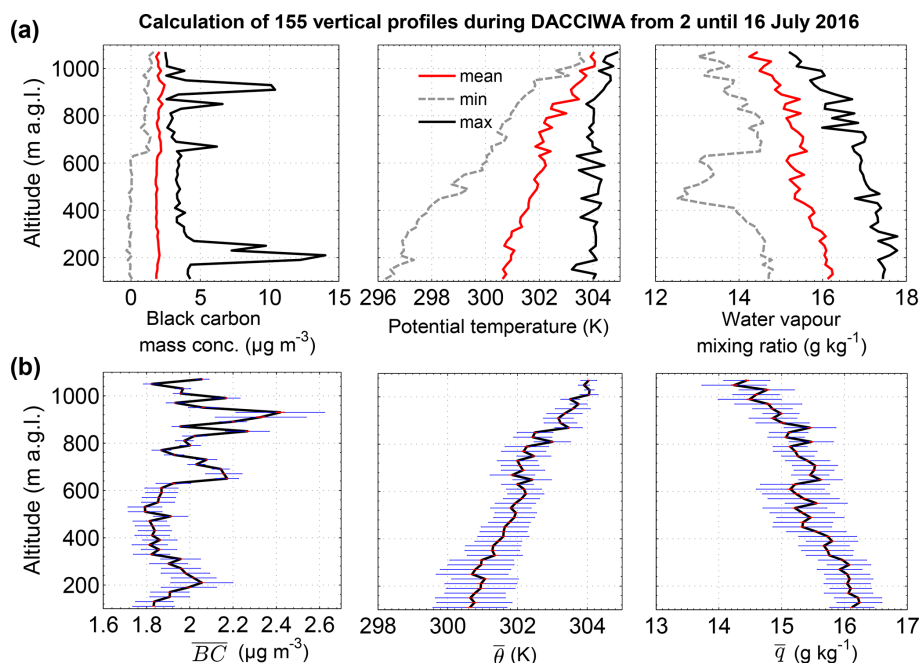 Calculation of 155 vertical profiles during DACCIWA from 2 until 16 July 2016
(a)
Altitude (m a.g.l.)
1000
800
600
400
200
0 5 10 15
Black carbon
mass conc. (µg m-3)
mean
min
max
296 298 300 302 304
Potential temperature (K)
12 14 16 18
Water vapour
mixing ratio (g kg-1)
(b)
Altitude (m a.g.l.)
1000
800
600
400
200
1.6 1.8 2 2.2 2.4 2.6
BC (µg m-3)
298 300 302 304 306
θ (K)
13 14 15 16 17
q (g kg-1)